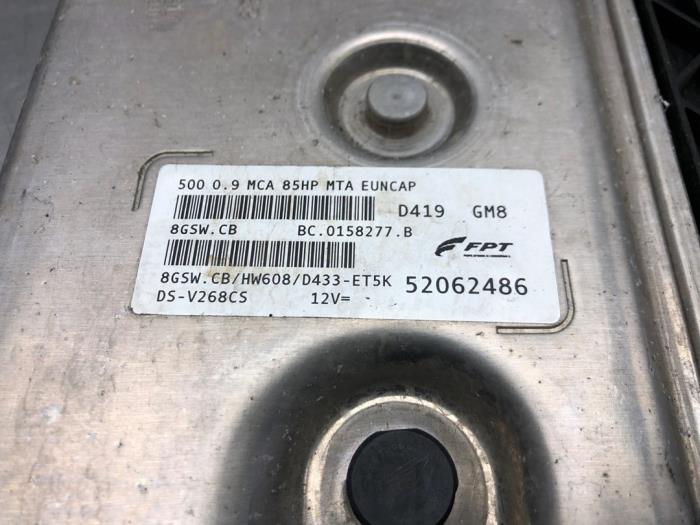 500 0.9 MCA 85HP MTA EUNCAP
D419 GM8
8GSW.CB BC.0158277.B
FPT
8GSW.CB/HW608/D433-ET5K 52062486
DS-V268CS 12V=